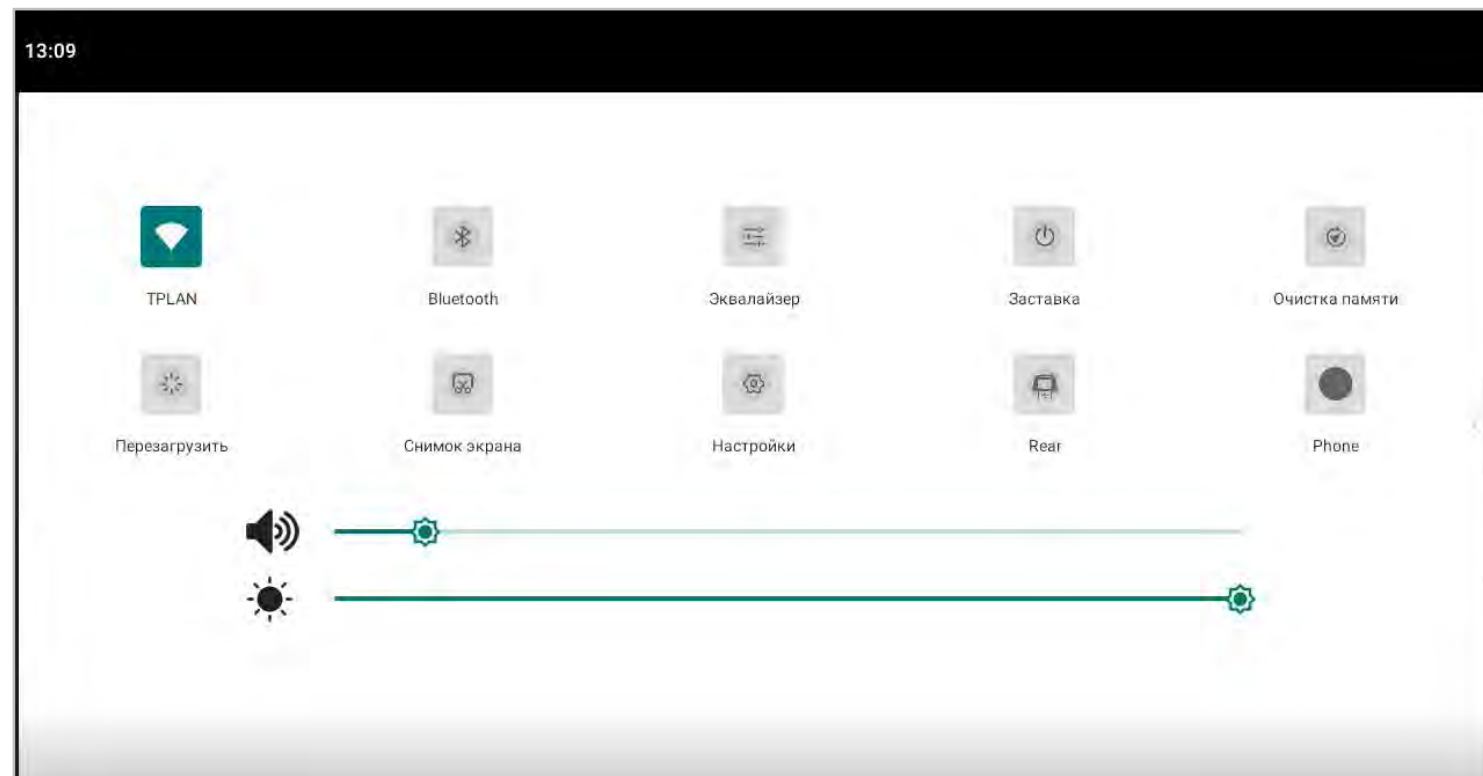 13:09
TPLAN
Bluetooth
Эквалайзер
Заставка
Очистка памяти
Перезагрузить
Снимок экрана
Настройки
Rear
Phone